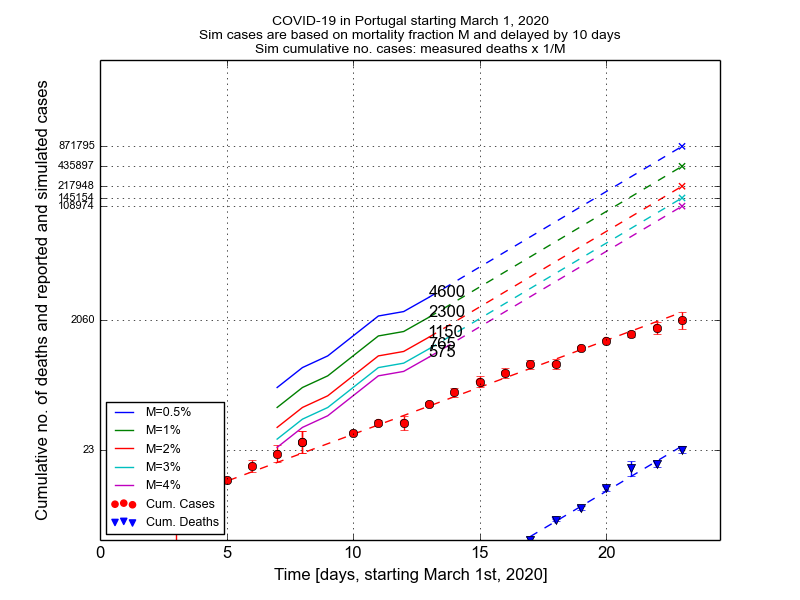 COVID-19 in Portugal starting March 1, 2020
Sim cases are based on mortality fraction M and delayed by 10 days
Sim cumulative no. cases: measured deaths x 1/M
Cumulative no. of deaths and reported and simulated cases
871795
435897
217948
145154
108974
2060
23
4600
2300
1150
765
575
M=0.5%
M=1%
M=2%
M=3%
M=4%
Cum. Cases
Cum. Deaths
0 5 10 15 20
Time [days, starting March 1st, 2020]